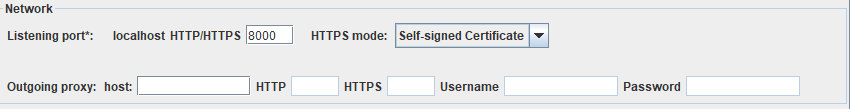 Network
Listening port*: localhost HTTP/HTTPS 8000 HTTPS mode: Self-signed Certificate
Outgoing proxy: host: HTTP HTTPS Username Password